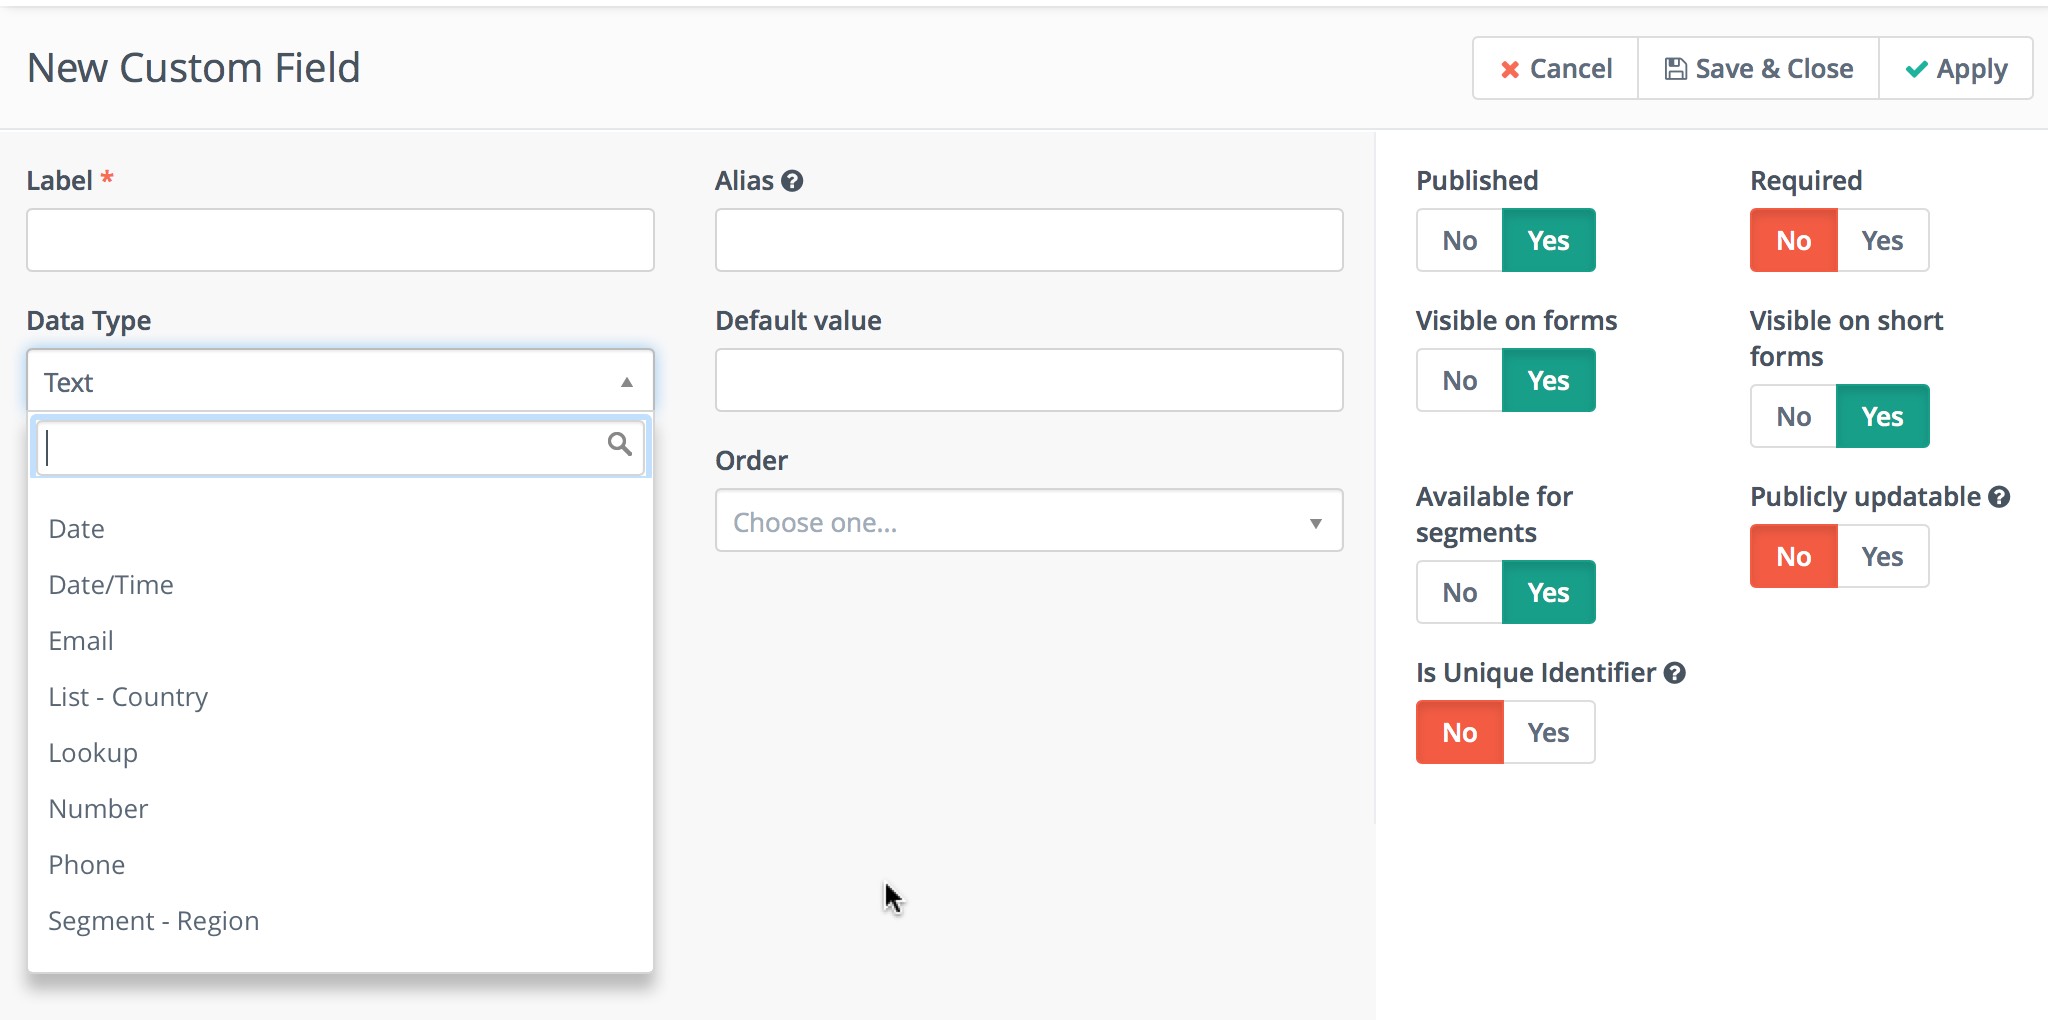 New Custom Field
Cancel
Save & Close
Apply
Label *
Alias
Data Type
Text
Date
Date/Time
Email
List - Country
Lookup
Number
Phone
Segment - Region
Default value
Order
Choose one...
Published
No Yes
Required
No Yes
Visible on forms
No Yes
Visible on short
forms
No Yes
Available for
segments
No Yes
Publicly updatable
No Yes
Is Unique Identifier
No Yes